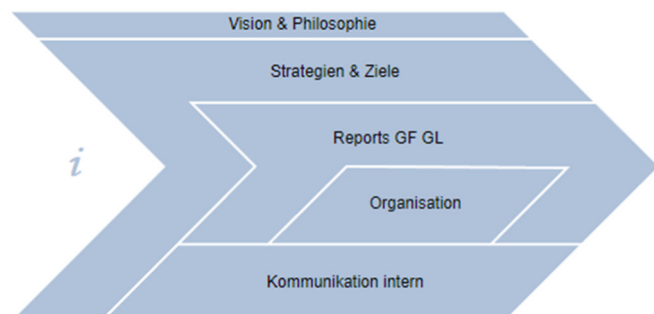 Vision & Philosophie
Strategien & Ziele
Reports GF GL
i
Organisation
Kommunikation intern